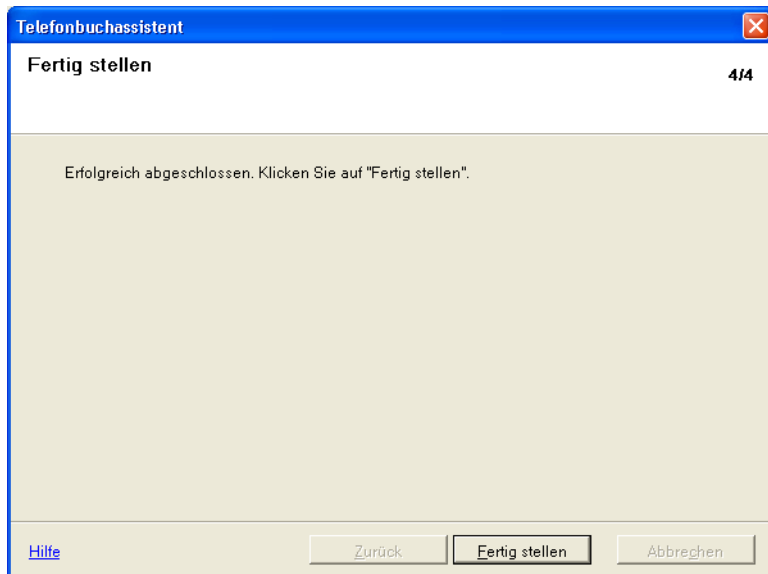 Telefonbuchassistent
Fertig stellen
4/4
Erfolgreich abgeschlossen. Klicken Sie auf "Fertig stellen".
Hilfe
Zurück
Fertig stellen
Abbrechen